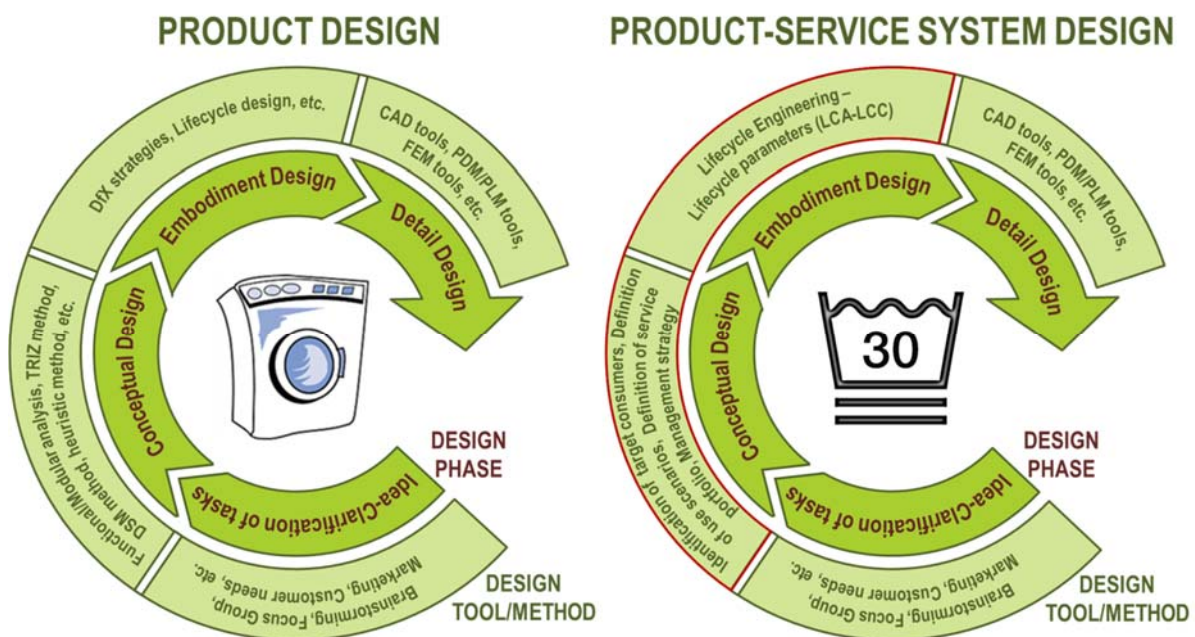 PRODUCT DESIGN
DfX strategies, Lifecycle design, etc.
CAD tools, PDM/PLM tools,
FEM tools, etc.
Embodiment Design
Detail Design
Functional/Modular analysis, TRIZ method,
DSM method, heuristic method, etc.
Conceptual Design
Idea-Clarification of tasks
Brainstorming, Focus Group,
Marketing, Customer needs, etc.
DESIGN
PHASE
DESIGN
TOOL/METHOD
PRODUCT-SERVICE SYSTEM DESIGN
Lifecycle Engineering –
Lifecycle parameters (LCA-LCC)
CAD tools, PDM/PLM tools,
FEM tools, etc.
Embodiment Design
Detail Design
Identification of target consumers, Definition
of use scenarios, Definition of service
portfolio, Management strategy
Conceptual Design
30
Idea-Clarification of tasks
Brainstorming, Focus Group,
Marketing, Customer needs, etc.
DESIGN
PHASE
DESIGN
TOOL/METHOD